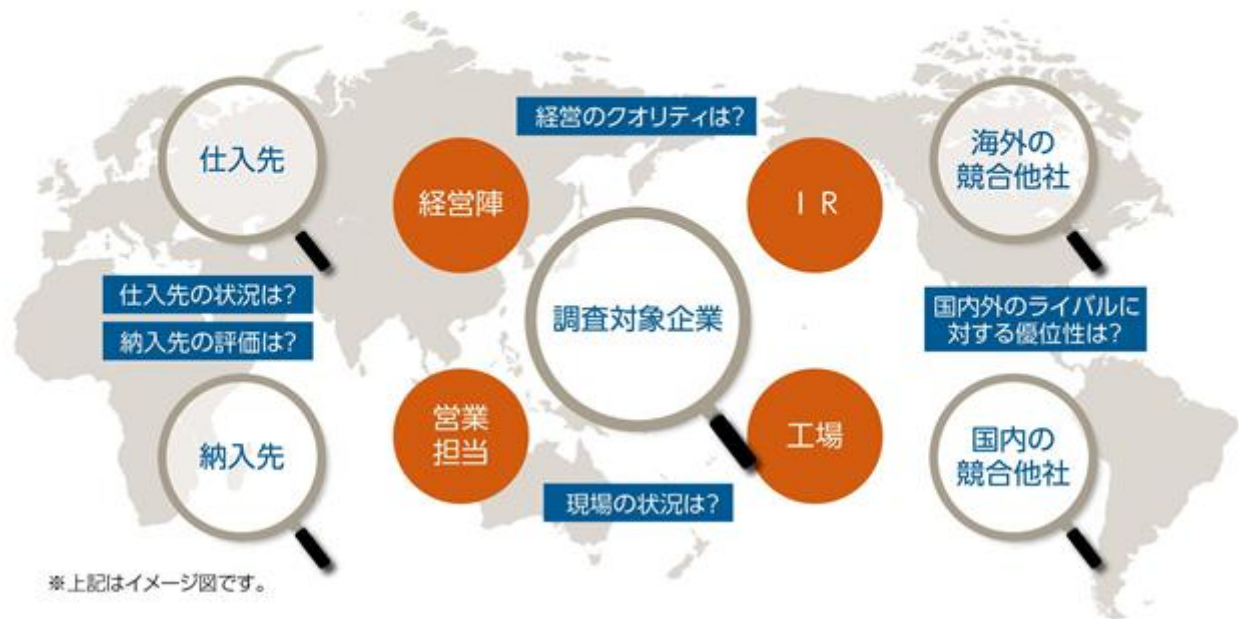 経営のクオリティは?
仕入先
経営陣
IR
海外の
競合他社
仕入先の状況は?
納入先の評価は?
調査対象企業
国内外のライバルに
対する優位性は?
納入先
営業
担当
工場
国内の
競合他社
現場の状況は?
※上記はイメージ図です。